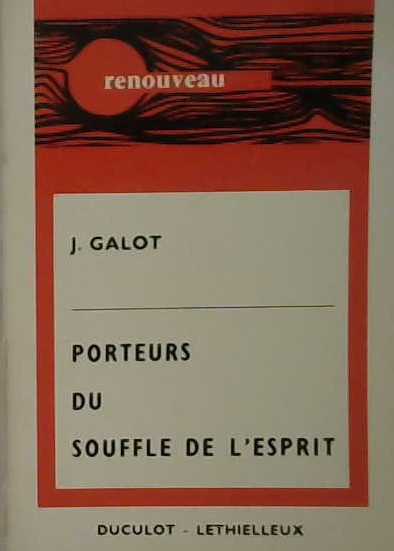 renouveau
J. GALOT
PORTEURS
DU
SOUFFLE DE L'ESPRIT
DUCULOT - LETHIELLEUX